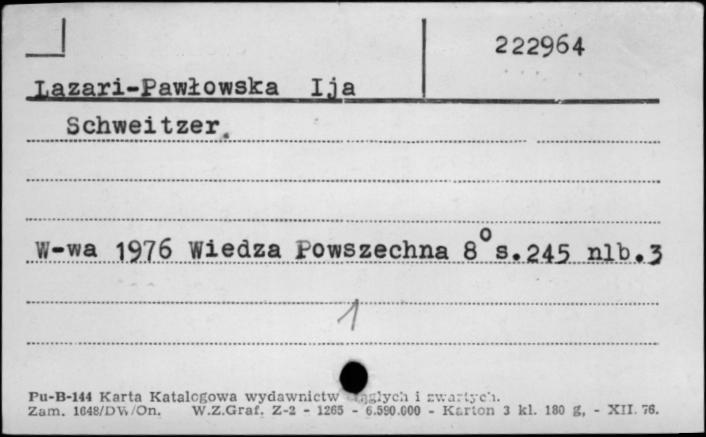 222964
Lazari-Pawłowska Ija
Schweitzer.
W-wa 1976 Wiedza Powszechna 8° s.245 nlb.3
1
Pu-B-144 Karta Katalogowa wydawnictw ciągłych i zwartych.
Zam. 1648/DW/On. W.Z.Graf. Z-2 - 1265 - 6.590.000 - Karton 3 kl. 180 g, - XII. 76.